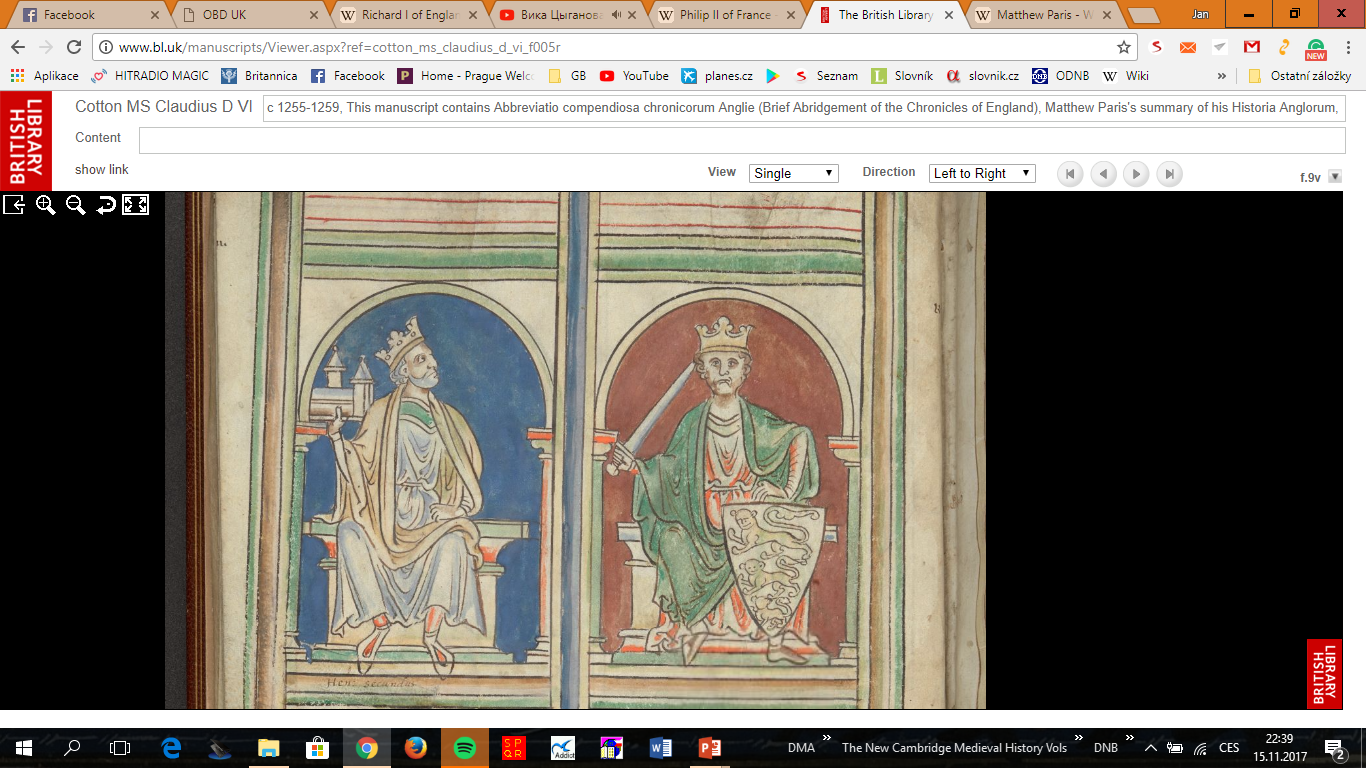 Facebook
OBD UK
Richard I of Englan
Вика Цыганова
Philip II of France -
The British Library
Matthew Paris - W
Jan
www.bl.uk/manuscripts/Viewer.aspx?ref=cotton_ms_claudius_d_vi_f005r
NEW
Aplikace
HITRADIO MAGIC
Britannica
Facebook
Home - Prague Welco
GB
YouTube
planes.cz
Seznam
Slovník
slovnik.cz
ODNB
Wiki
»
Ostatní záložky
LIBRARY
BRITISH
Cotton MS Claudius D VI
c 1255-1259, This manuscript contains Abbreviatio compendiosa chronicorum Anglie (Brief Abridgement of the Chronicles of England), Matthew Paris's summary of his Historia Anglorum,
Content
show link
View
Single
Direction
Left to Right
f.9v
Hen' secundus
LIBRARY
BRITISH
SPQR
Addict
DMA
»
The New Cambridge Medieval History Vols
»
DNB
»
CES
22:39
15.11.2017
2